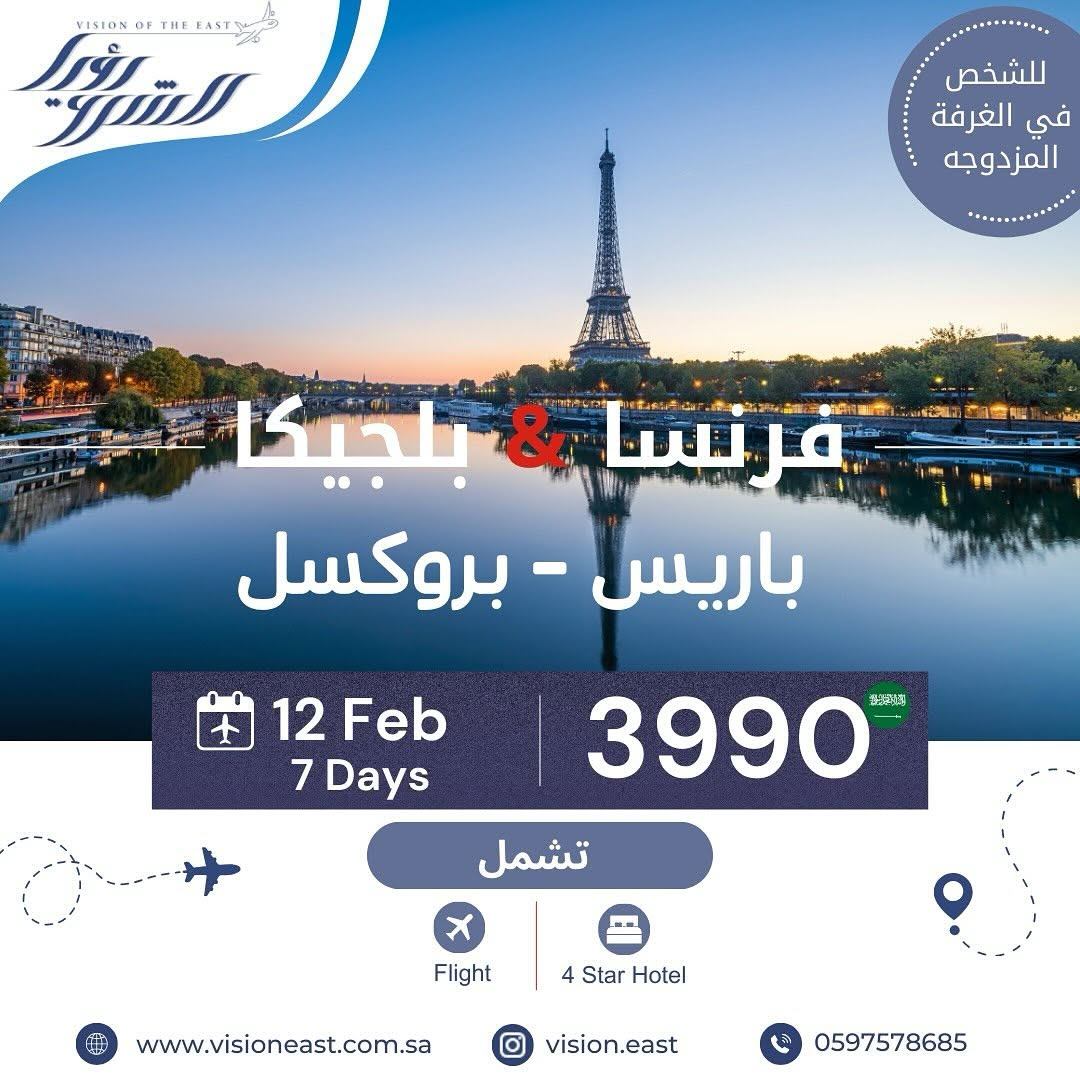 VISION OF THE EAST
رؤيا الشرق
للشخص
في الغرفة
المزدوجه
فرنسا & بلجيكا
باريس - بروكسل
12 Feb
7 Days
3990
تشمل
Flight
4 Star Hotel
www.visioneast.com.sa
vision.east
0597578685